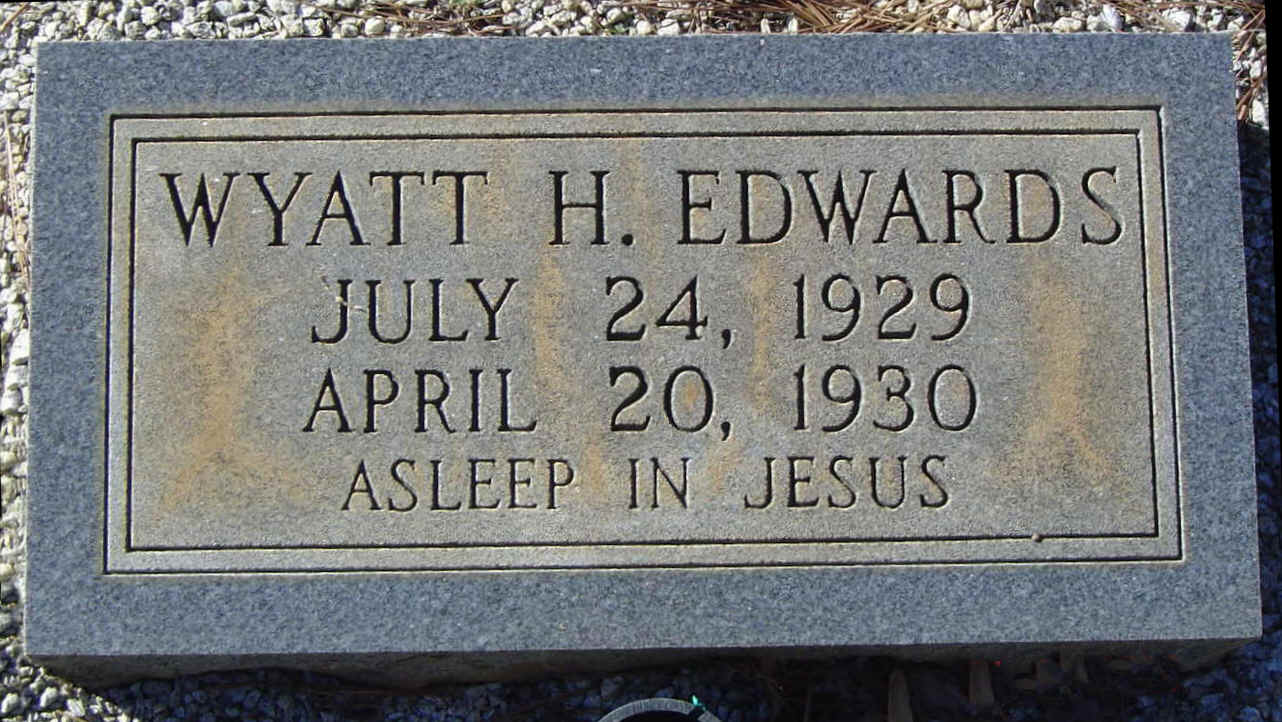 WYATT H. EDWARDS
JULY 24, 1929
APRIL 20, 1930
ASLEEP IN JESUS